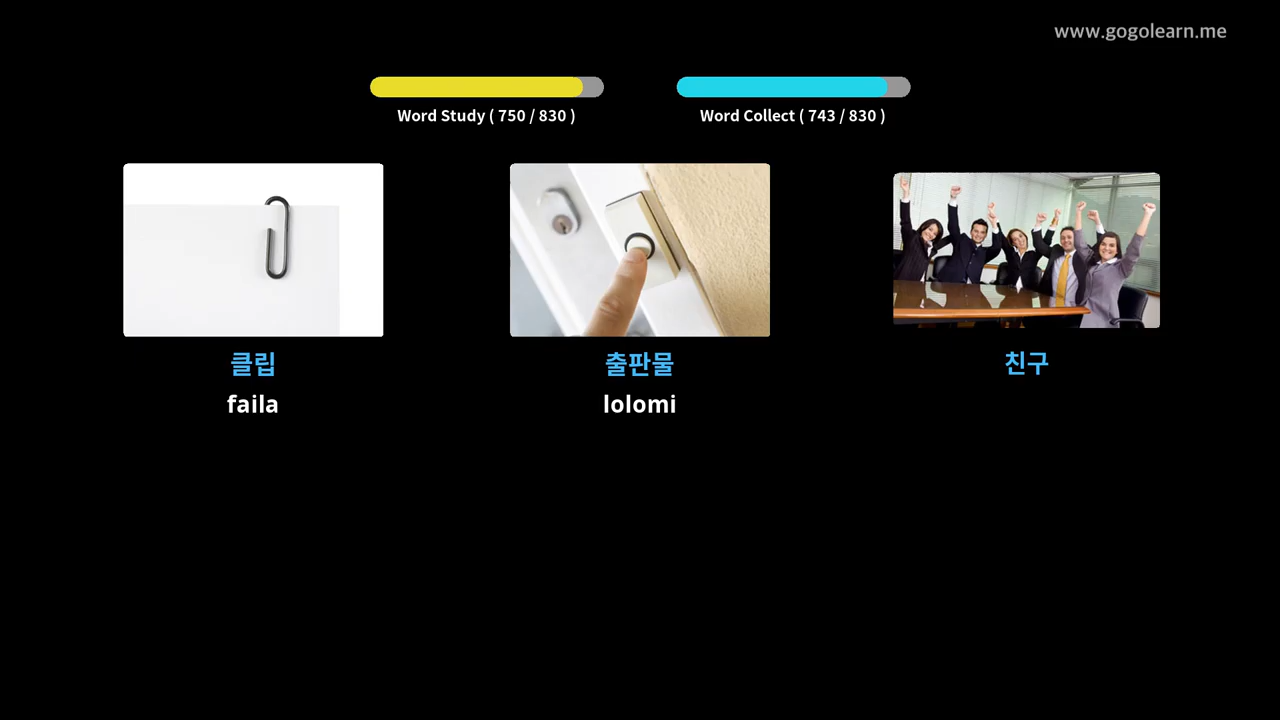 www.gogolearn.me
Word Study ( 750 / 830 )
Word Collect ( 743 / 830 )
클립
출판물
친구
faila
lolomi